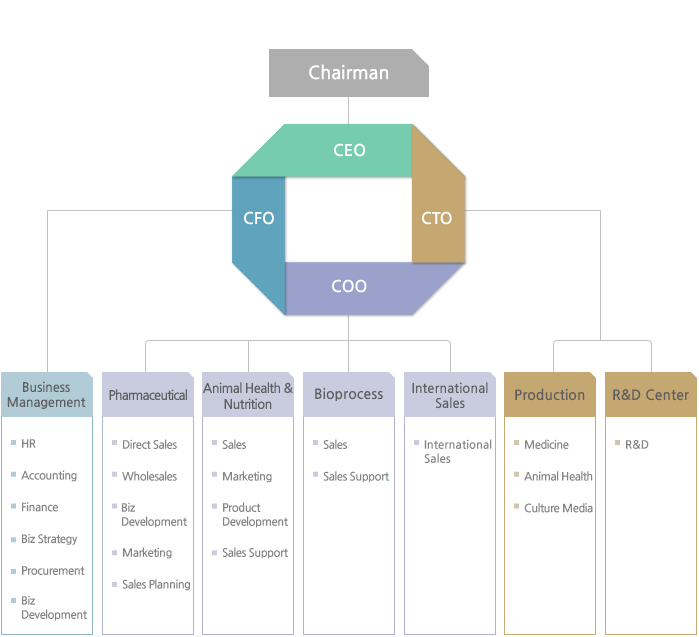 Chairman
CEO
CFO
CTO
COO
Business
Management
Pharmaceutical
Animal Health &
Nutrition
Bioprocess
International
Sales
Production
R&D Center
HR
Accounting
Finance
Biz Strategy
Procurement
Biz
Development
Direct Sales
Wholesales
Biz
Development
Marketing
Sales Planning
Sales
Marketing
Product
Development
Sales Support
Sales
Sales Support
International
Sales
Medicine
Animal Health
Culture Media
R&D